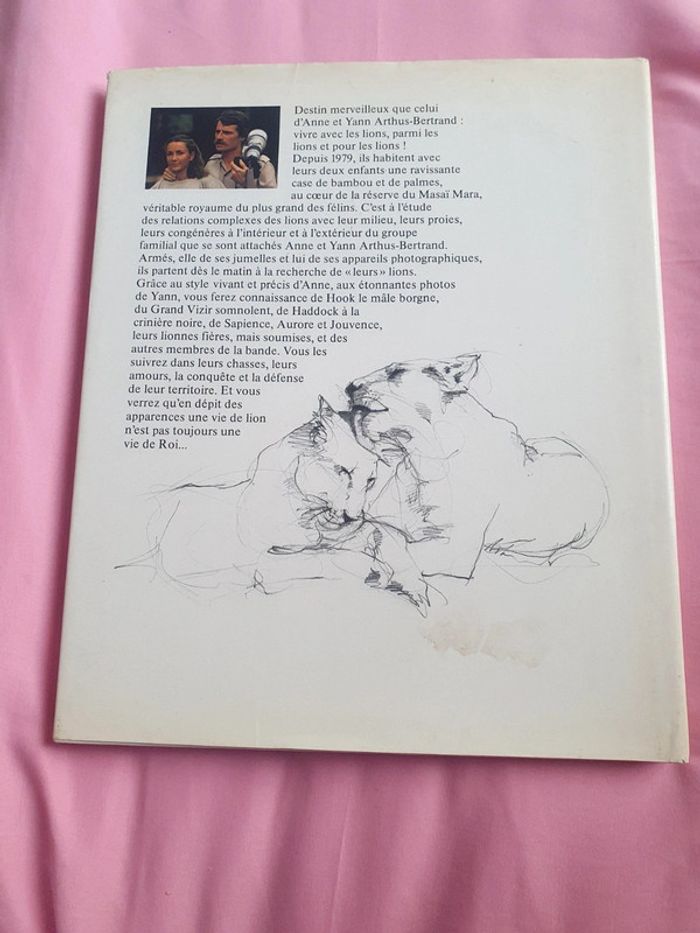 Destin merveilleux que celui
d'Anne et Yann Arthus-Bertrand :
vivre avec les lions, parmi les
lions et pour les lions !
Depuis 1979, ils habitent avec
leurs deux enfants une ravissante
case de bambou et de palmes,
au cœur de la réserve du Masaï Mara,
véritable royaume du plus grand des félins. C'est à l'étude
des relations complexes des lions avec leur milieu, leurs proies,
leurs congénères à l'intérieur et à l'extérieur du groupe
familial que se sont attachés Anne et Yann Arthus-Bertrand.
Armés, elle de ses jumelles et lui de ses appareils photographiques,
ils partent dès le matin à la recherche de « leurs » lions.
Grâce au style vivant et précis d'Anne, aux étonnantes photos
de Yann, vous ferez connaissance de Hook le mâle borgne,
du Grand Vizir somnolent, de Haddock à la
crinière noire, de Sapience, Aurore et Jouvence,
leurs lionnes fières, mais soumises, et des
autres membres de la bande. Vous les
suivrez dans leurs chasses, leurs
amours, la conquête et la défense
de leur territoire. Et vous
verrez qu'en dépit des
apparences une vie de lion
n'est pas toujours une
vie de Roi...